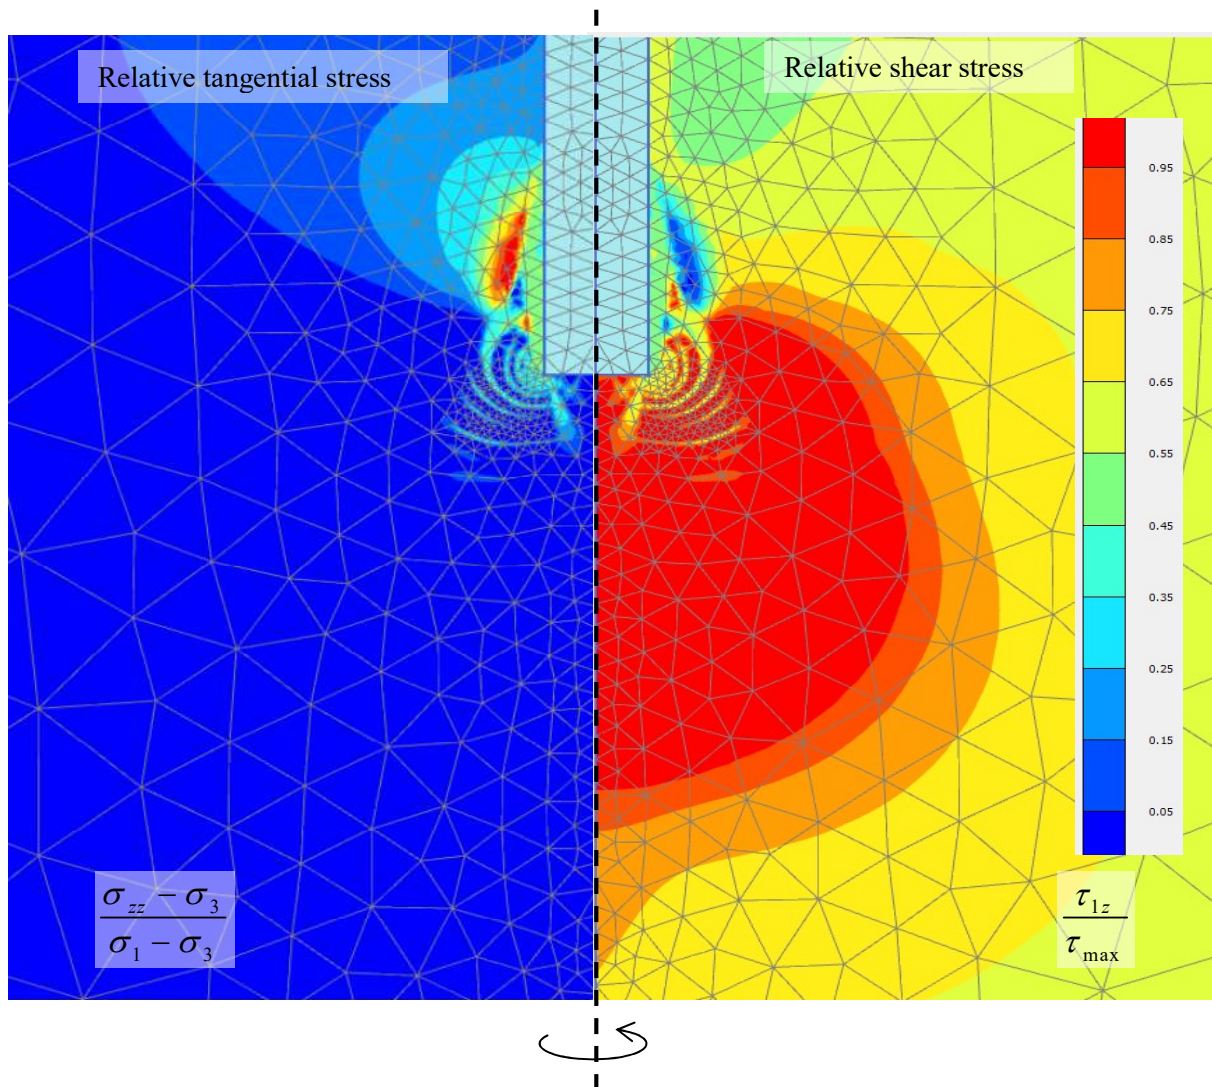 Relative tangential stress
Relative shear stress
0.95
0.85
0.75
0.65
0.55
0.45
0.35
0.25
0.15
0.05
σzz − σ3
σ1 − σ3
τ1z
τmax